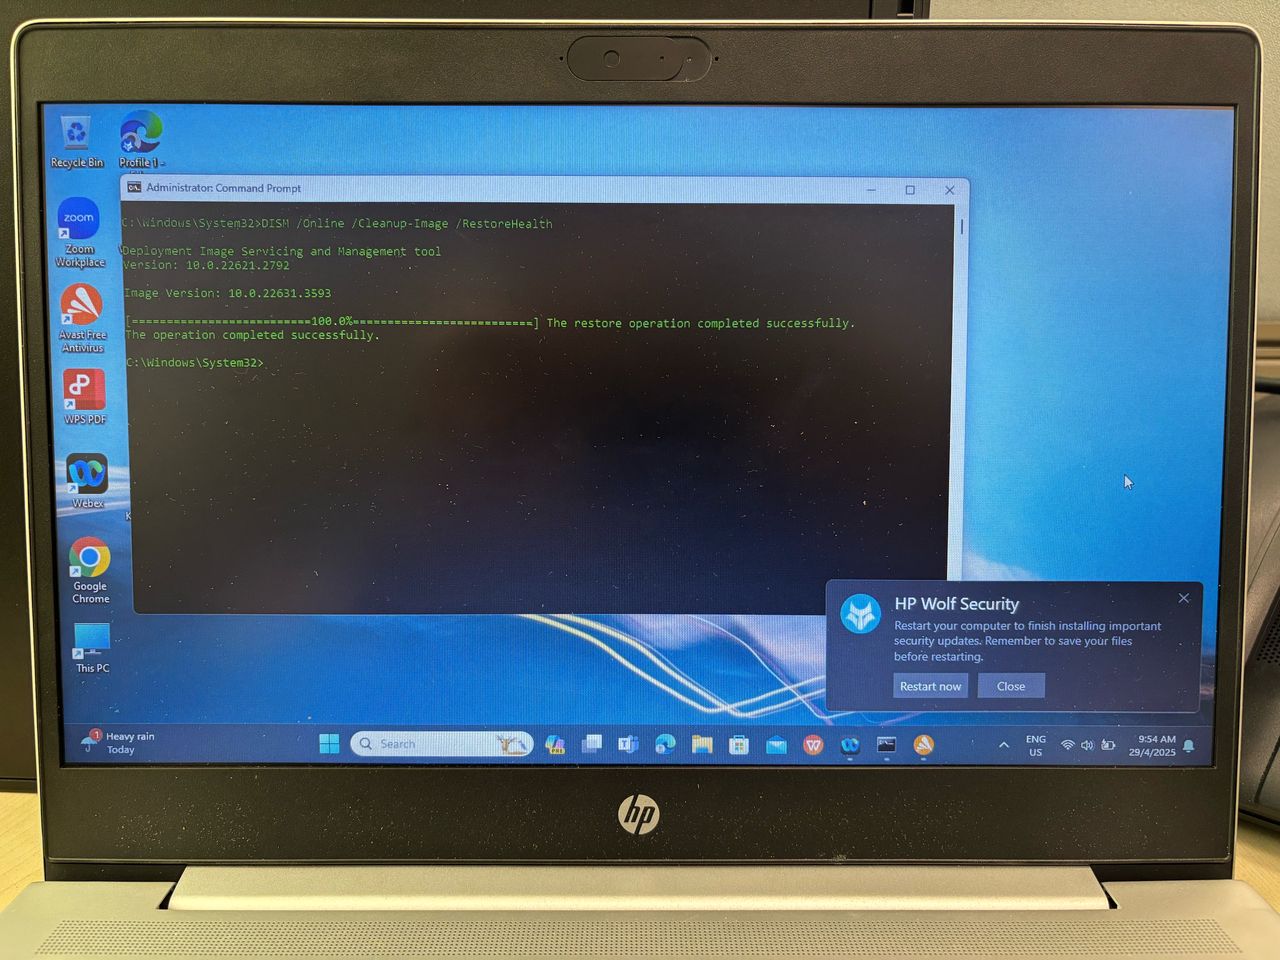 Recycle Bin
Profile 1 -
zoom
Zoom
Workplace
Avast Free
Antivirus
WPS PDF
Webex
Google
Chrome
This PC
Administrator: Command Prompt
C:\Windows\System32>DISM /Online /Cleanup-Image /RestoreHealth
Deployment Image Servicing and Management tool
Version: 10.0.22621.2792
Image Version: 10.0.22631.3593
[==========================100.0%==========================] The restore operation completed successfully.
The operation completed successfully.
C:\Windows\System32>
HP Wolf Security
Restart your computer to finish installing important
security updates. Remember to save your files
before restarting.
Restart now
Close
1
Heavy rain
Today
Search
PRE
ENG
US
9:54 AM
29/4/2025
hp